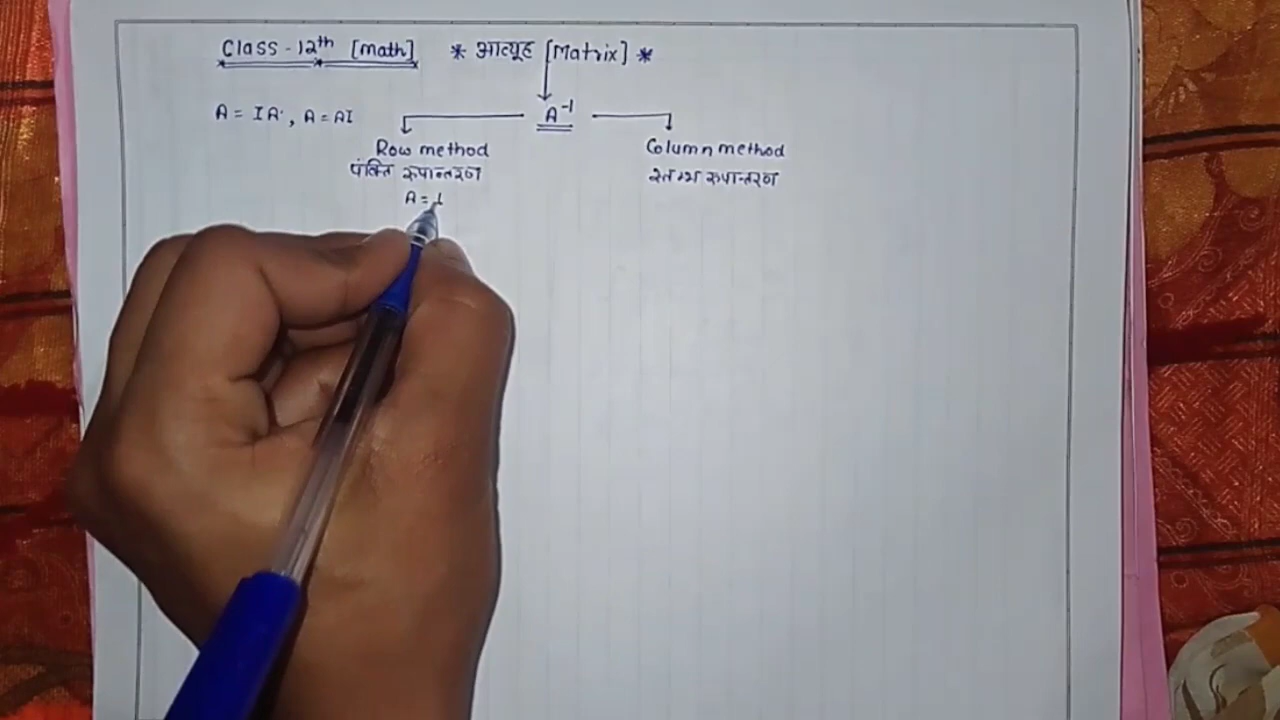 Class - 12th [math] * आव्यूह [Matrix] *
A = IA, A = AI
A⁻¹
Row method
पंक्ति रुपान्तरण
A = I
Column method
स्तम्भ रुपान्तरण